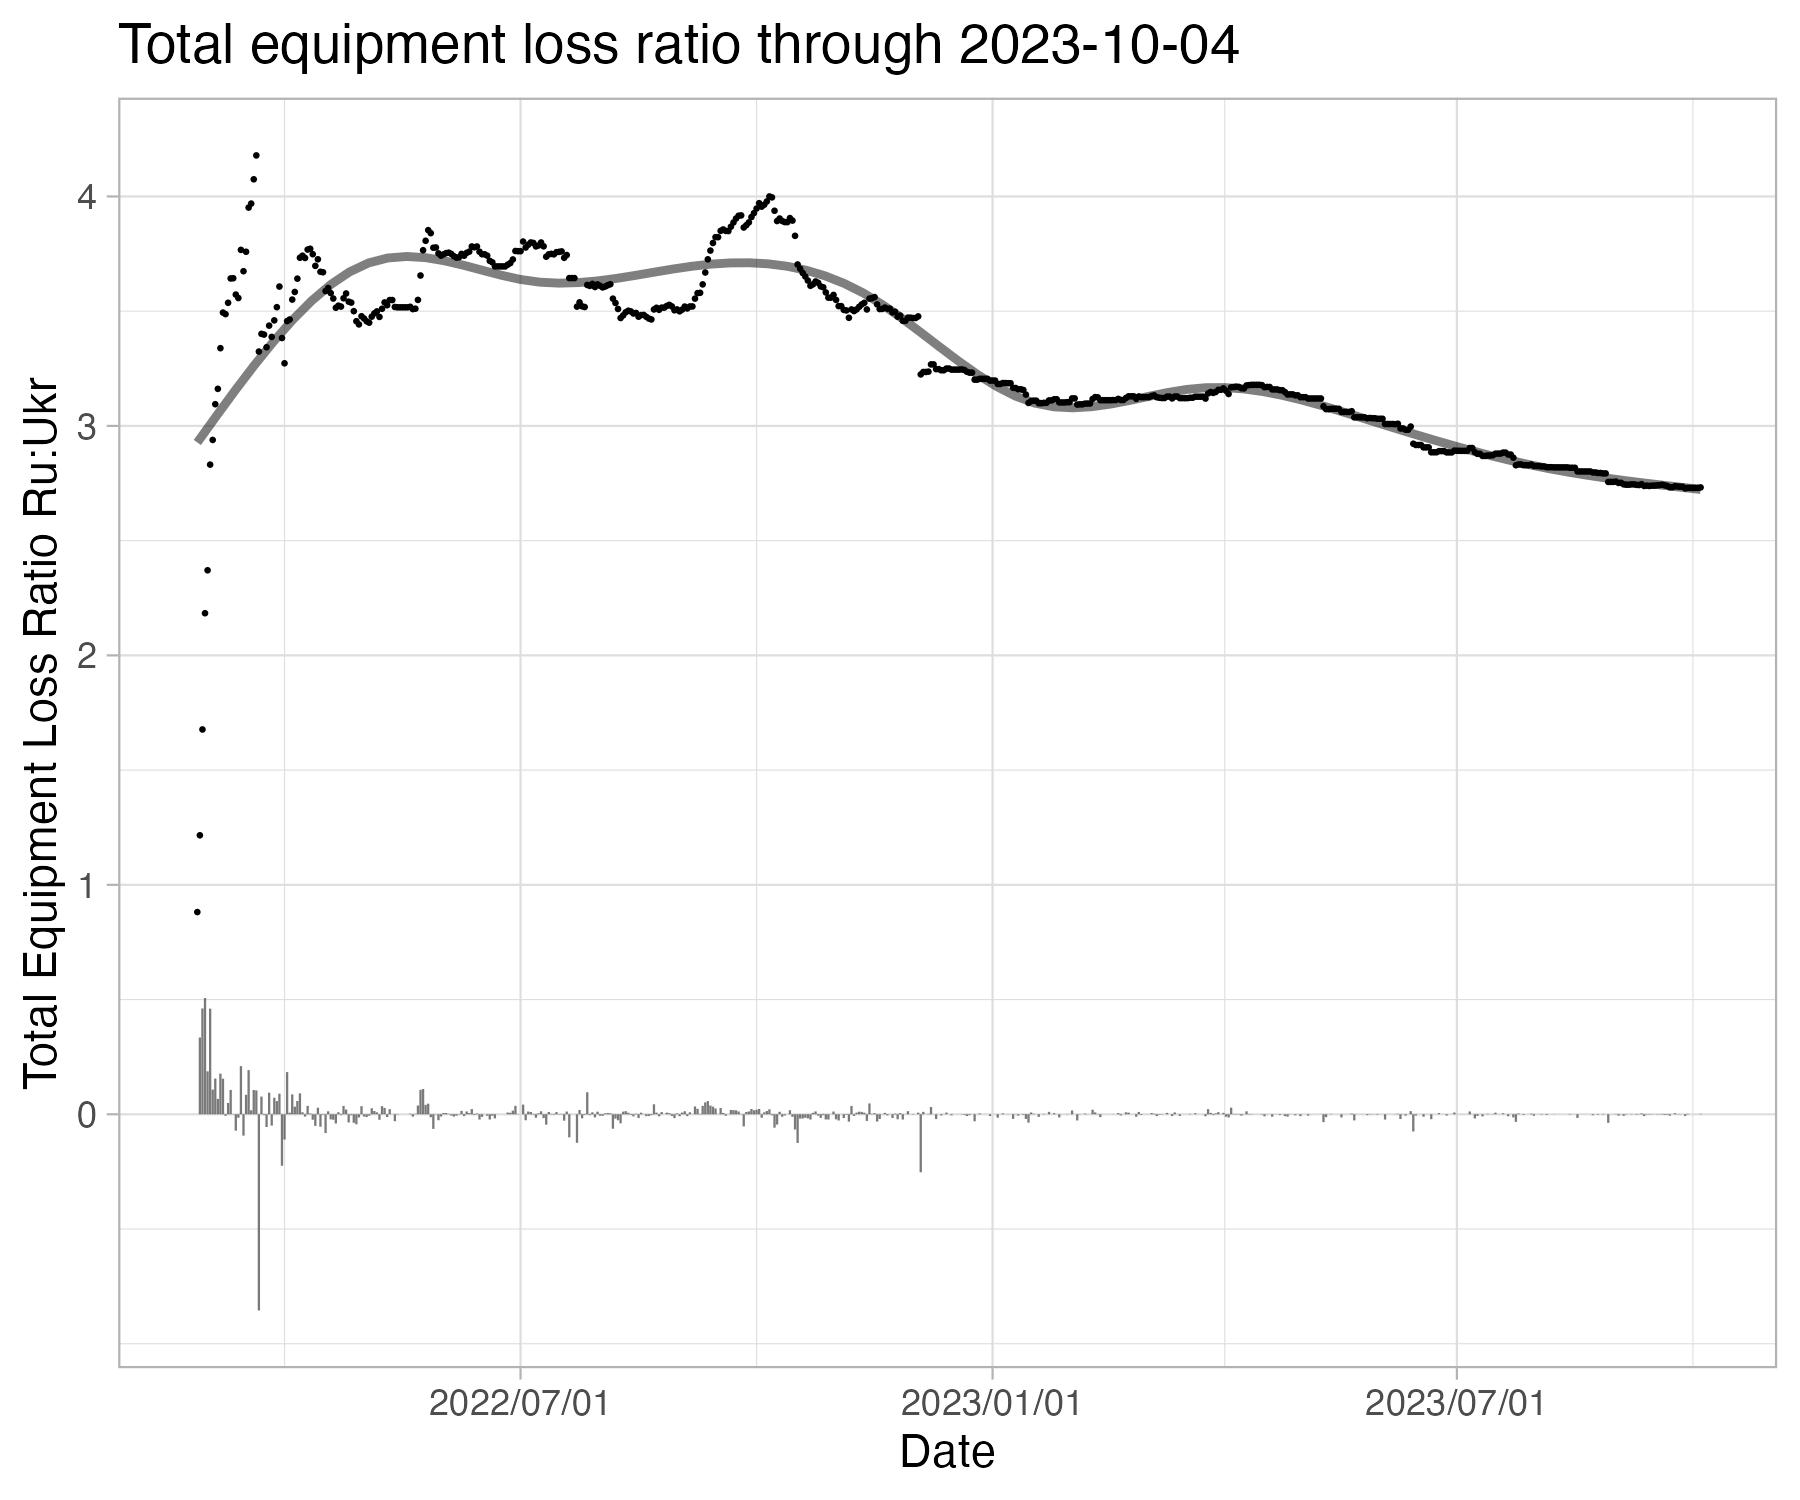 Total equipment loss ratio through 2023-10-04
Total Equipment Loss Ratio Ru:Ukr
4
3
2
1
0
2022/07/01
2023/01/01
2023/07/01
Date